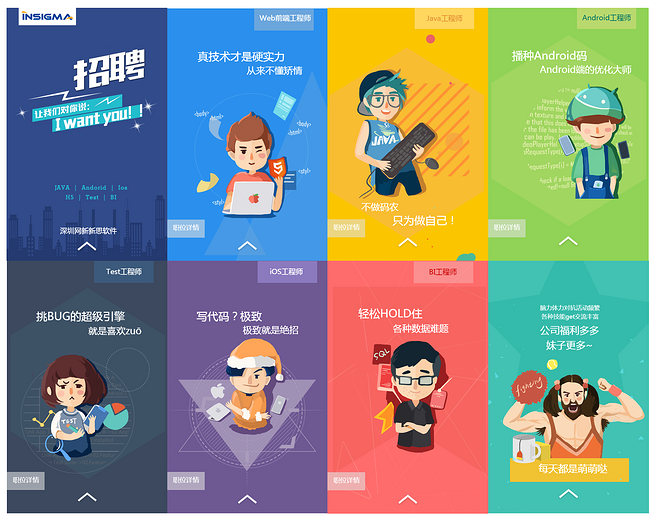 INSIGMA
招聘
让我们对你说：
I want you!
JAVA | Andorid | Ios
H5 | Test | BI
深圳网新新思软件
Web前端工程师
真技术才是硬实力
从来不懂矫情
<body>
<div>
<div>
<body>
5
职位详情
Java工程师
JAVA
不做码农
只为做自己！
职位详情
Android工程师
播种Android码
Android端的优化大师
Test工程师
挑BUG的超级引擎
就是喜欢zuō
TEST
职位详情
iOS工程师
写代码？极致
极致就是绝招
职位详情
BI工程师
轻松HOLD住
各种数据难题
SQL
职位详情
脑力体力对抗活动频繁
各种技能get交流丰富
公司福利多多
妹子更多~
每天都是萌萌哒